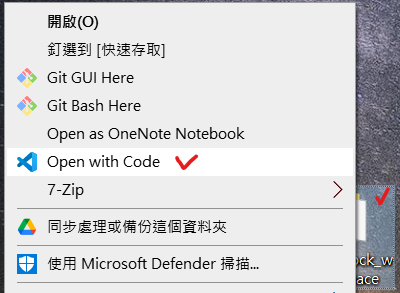 開啟(O)
釘選到 [快速存取]
Git GUI Here
Git Bash Here
Open as OneNote Notebook
Open with Code
7-Zip
同步處理或備份這個資料夾
使用 Microsoft Defender 掃描...